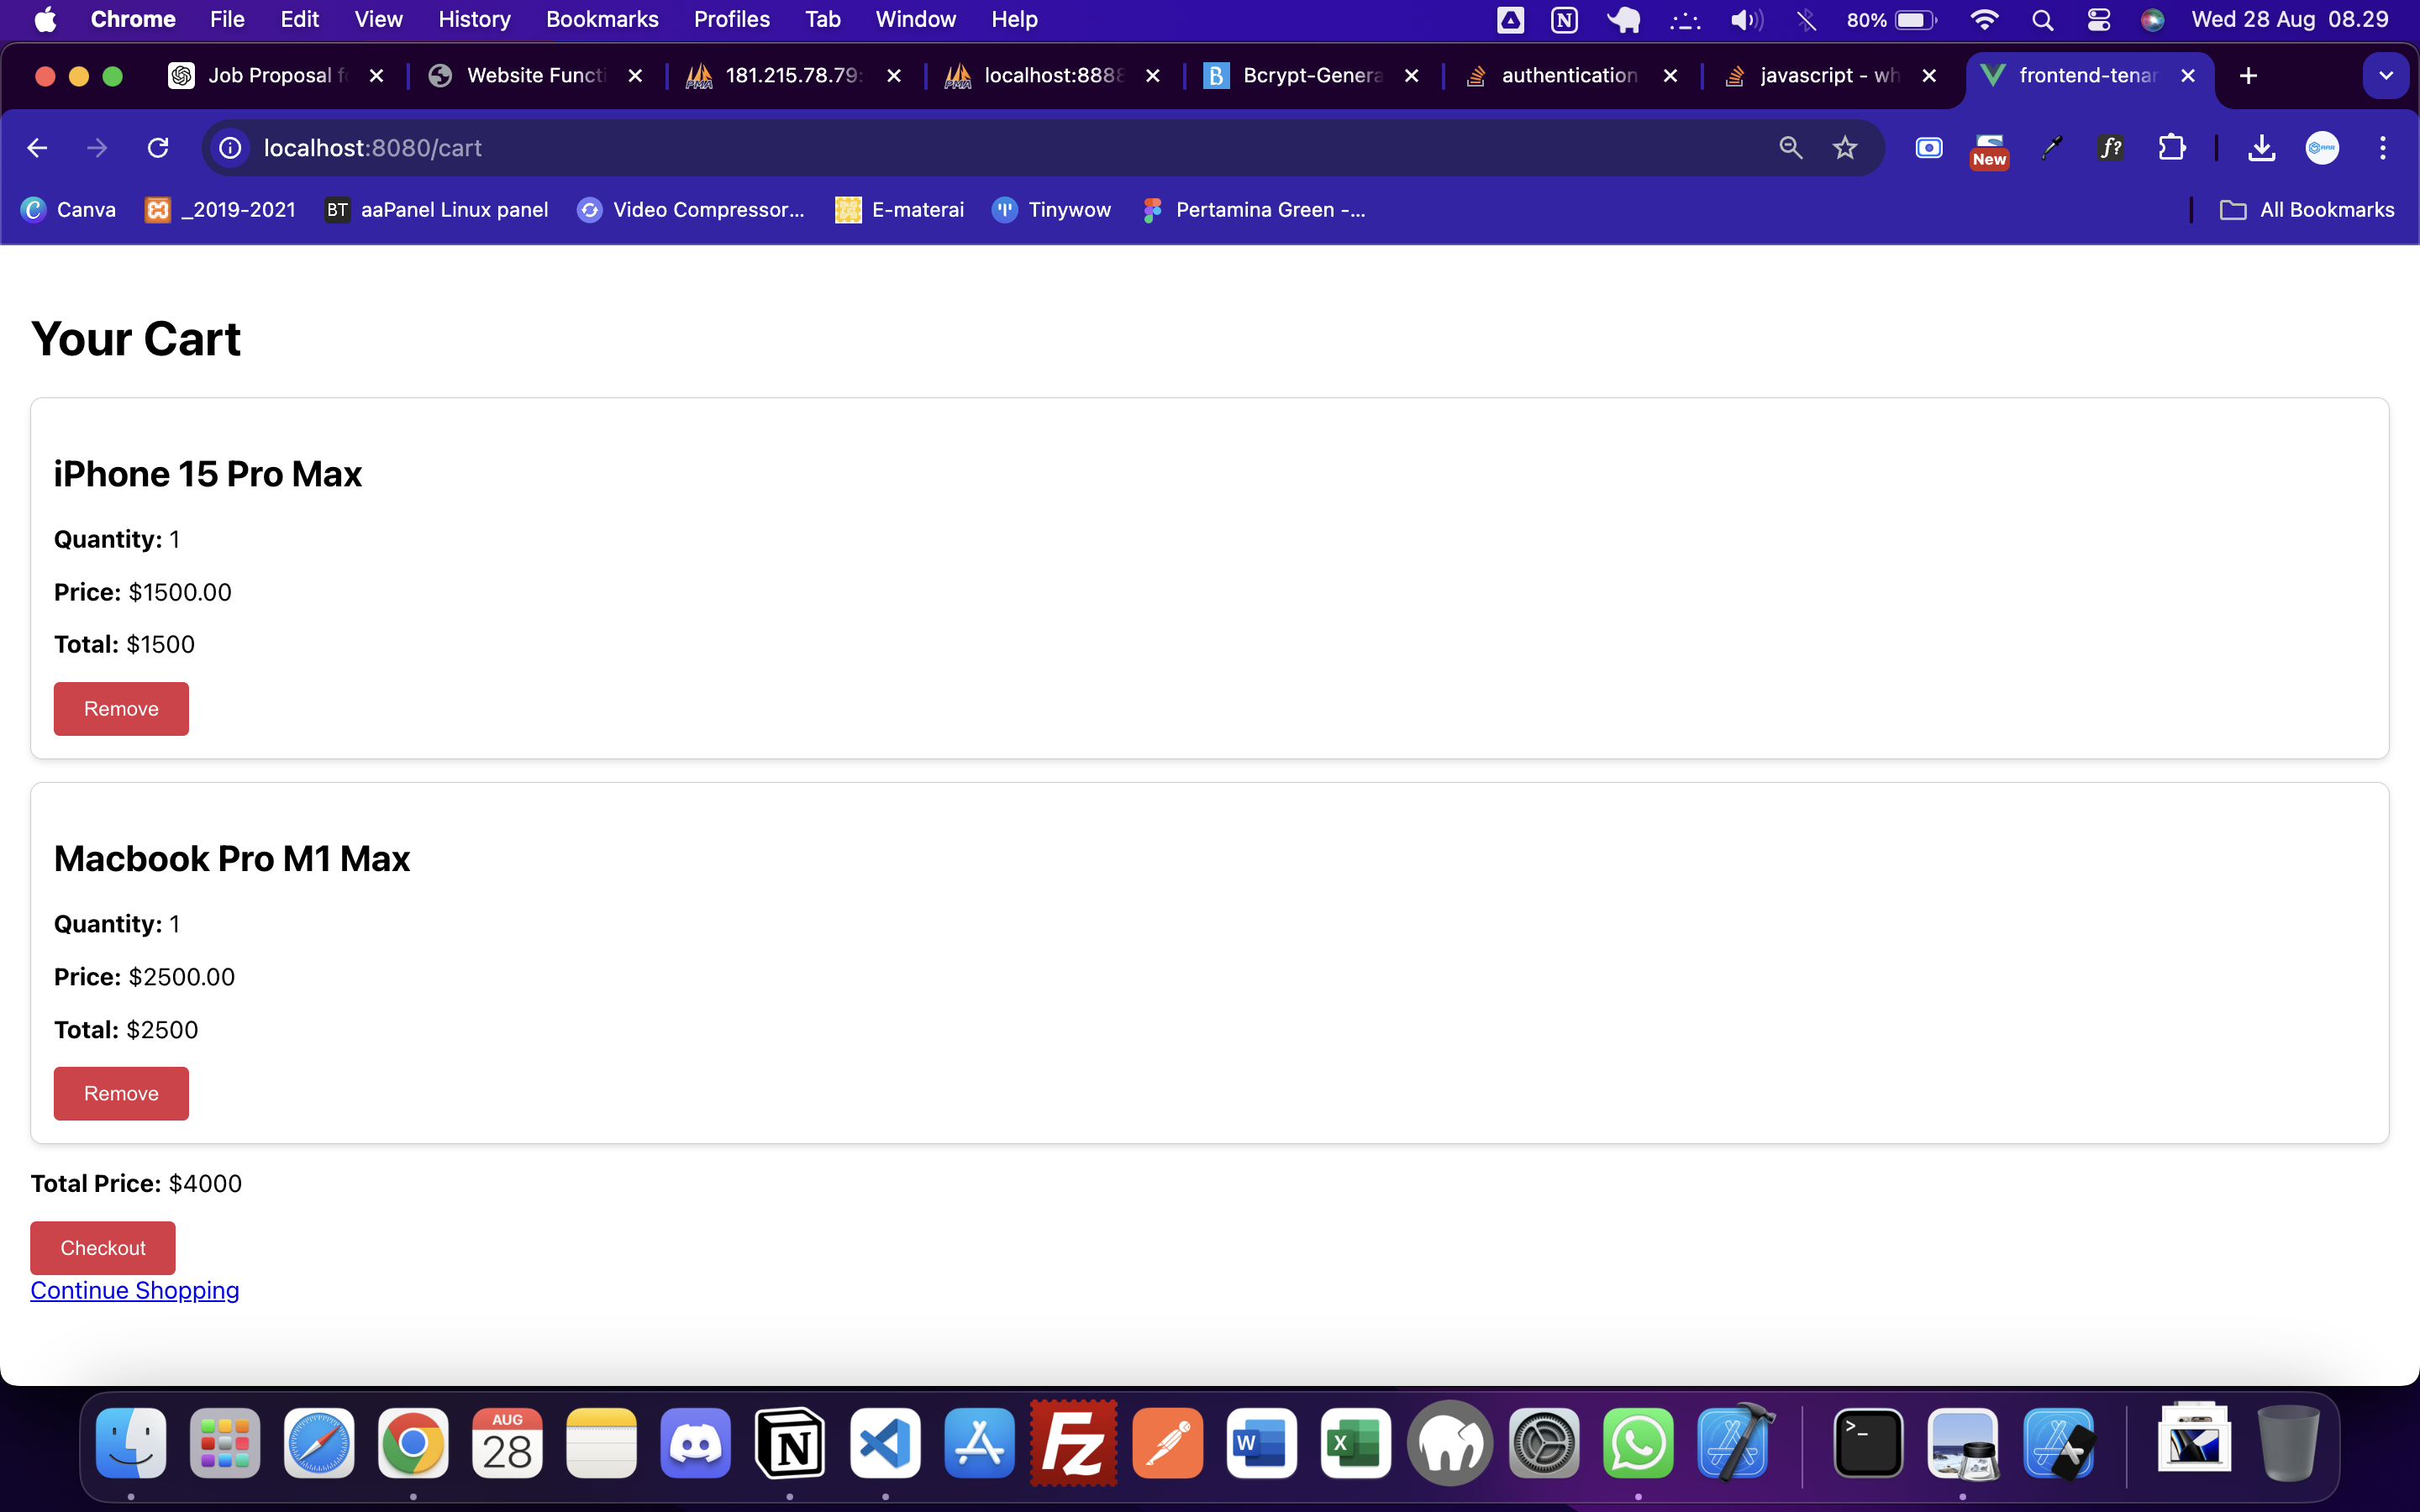 Chrome File Edit View History Bookmarks Profiles Tab Window Help 80% Wed 28 Aug 08.29
Job Proposal f Website Functi 181.215.78.79: localhost:8888 Bcrypt-Genera authentication javascript - wh frontend-tenar
localhost:8080/cart New f?
Canva _2019-2021 BT aaPanel Linux panel Video Compressor... E-materai Tinywow Pertamina Green -... All Bookmarks
Your Cart
iPhone 15 Pro Max
Quantity: 1
Price: $1500.00
Total: $1500
Remove
Macbook Pro M1 Max
Quantity: 1
Price: $2500.00
Total: $2500
Remove
Total Price: $4000
Checkout
Continue Shopping
AUG
28